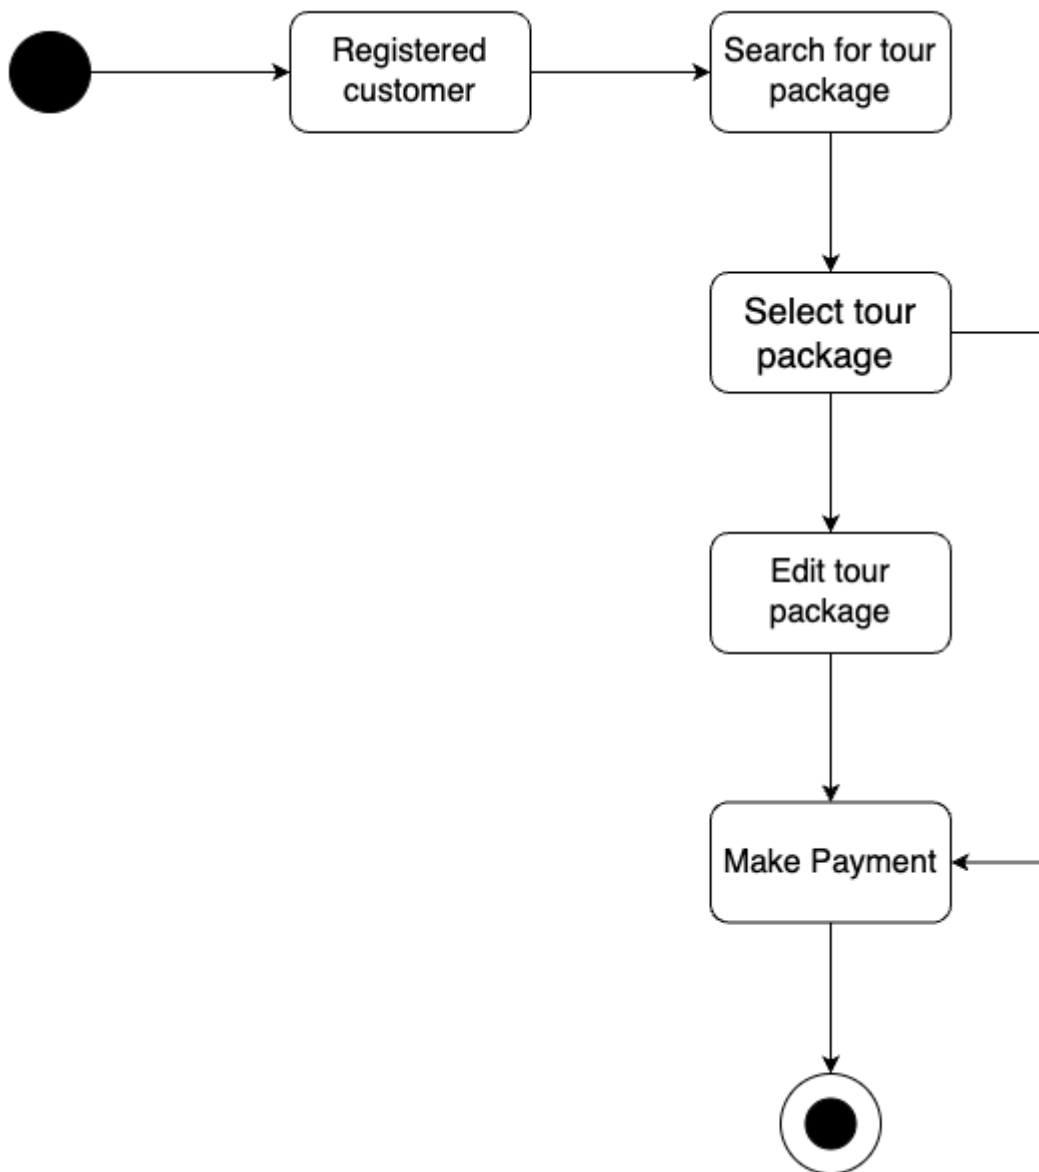 Registered
customer
Search for tour
package
Select tour
package
Edit tour
package
Make Payment